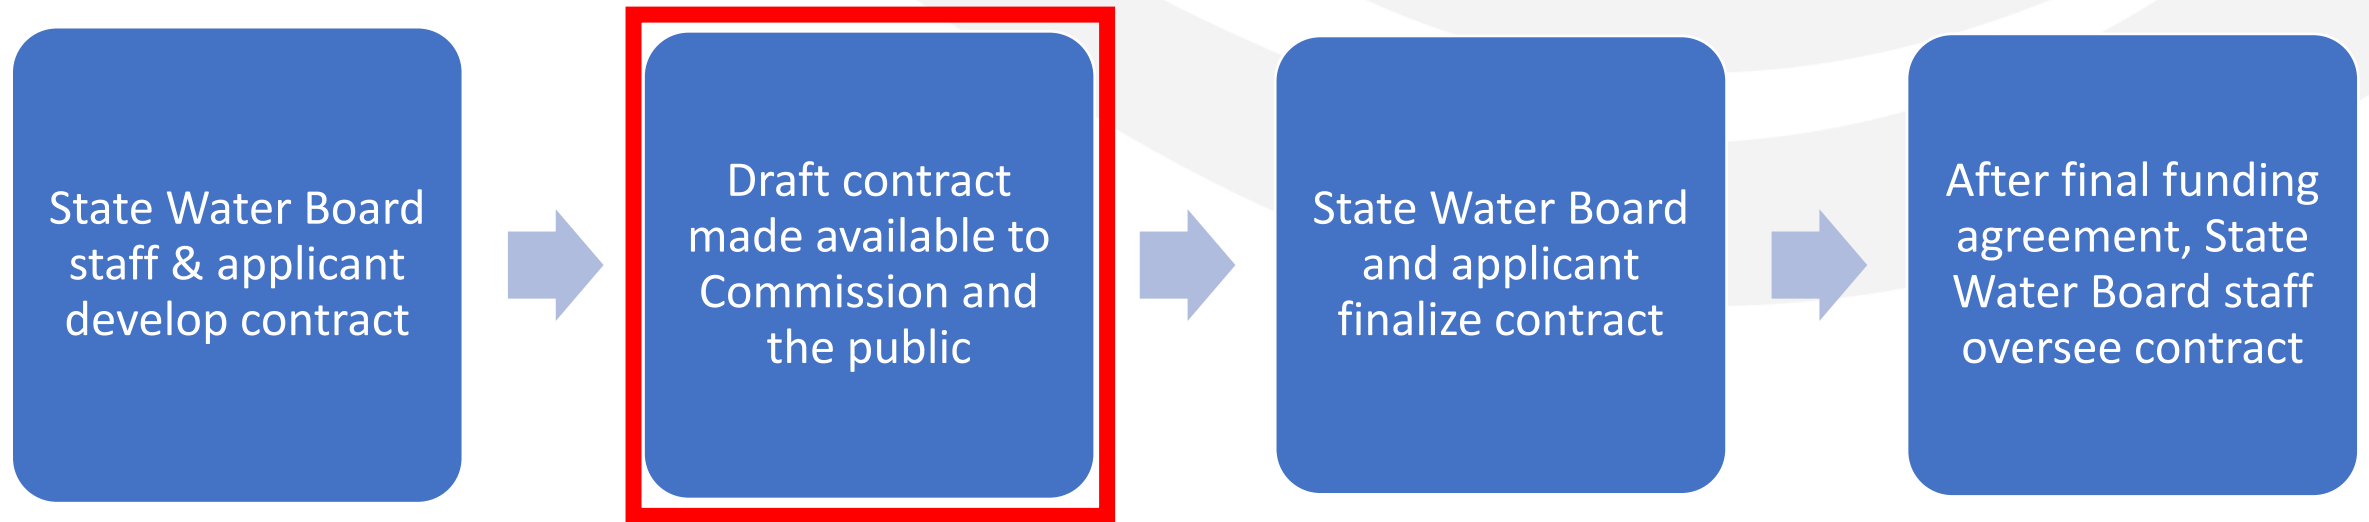 State Water Board
staff & applicant
develop contract
Draft contract
made available to
Commission and
the public
State Water Board
and applicant
finalize contract
After final funding
agreement, State
Water Board staff
oversee contract